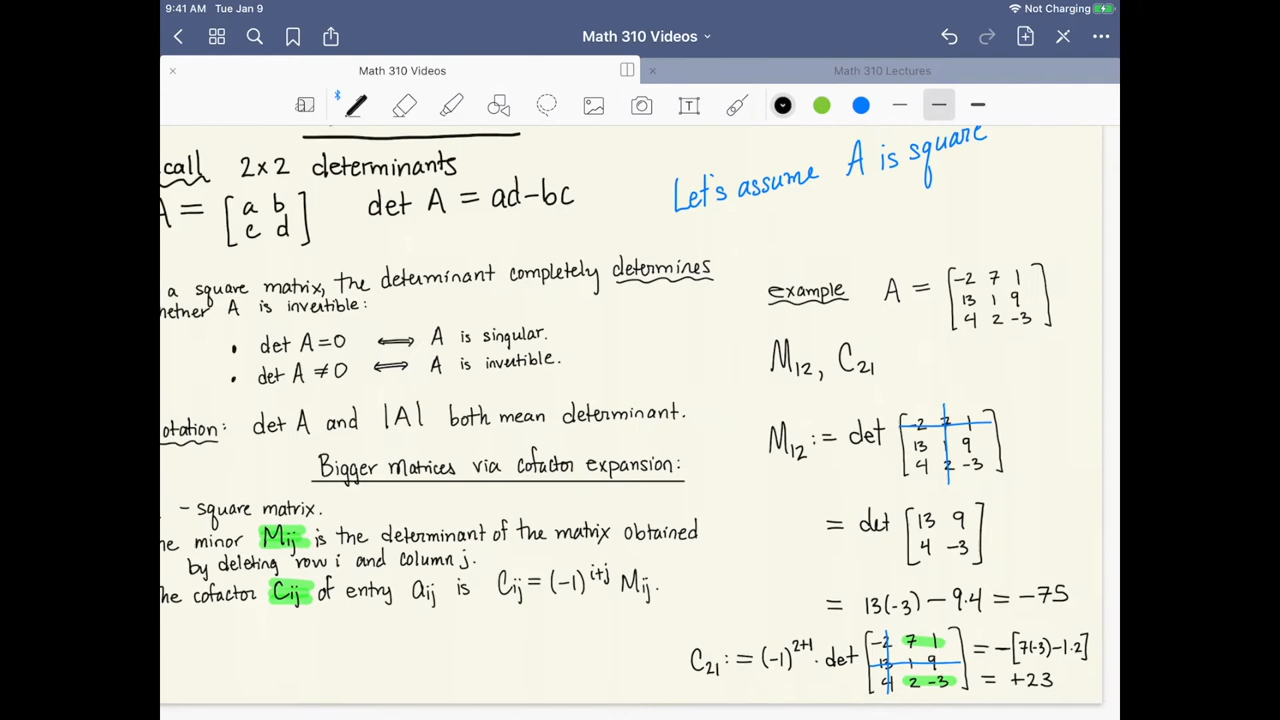 9:41 AM Tue Jan 9
Not Charging
Math 310 Videos
Math 310 Videos
Math 310 Lectures
call 2x2 determinants
A = [a b
c d]
det A = ad-bc
Let's assume A is square
a square matrix, the determinant completely determines
hether A is invertible:
• det A=0 ⟺ A is singular.
• det A ≠ 0 ⟺ A is invertible.
otation: det A and |A| both mean determinant.
Bigger matrices via cofactor expansion:
- square matrix.
he minor Mij is the determinant of the matrix obtained
by deleting row i and column j.
he cofactor Cij of entry aij is Cij = (-1)^i+j Mij.
example A = [-2 7 1
13 1 9
4 2 -3]
M12, C21
M12 := det [-2 7 1
13 1 9
4 2 -3]
= det [13 9
4 -3]
= 13(-3) - 9·4 = -75
C21 := (-1)^2+1 · det [-2 7 1
13 1 9
4 2 -3] = -[7(-3)-1·2]
= +23